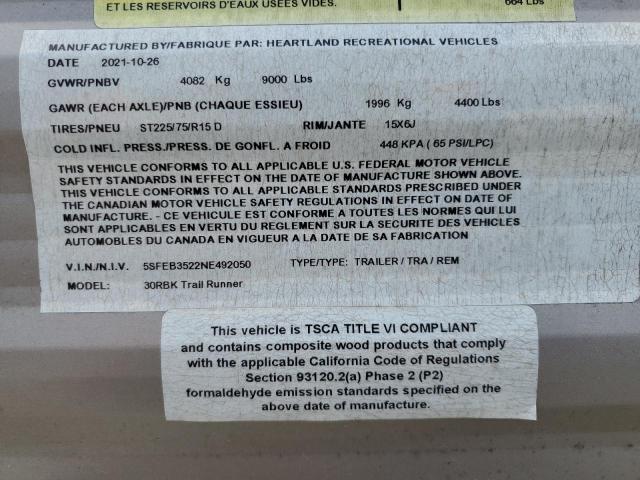 ET LES RESERVOIRS D'EAUX USEES VIDES.
664 Lbs
MANUFACTURED BY/FABRIQUE PAR: HEARTLAND RECREATIONAL VEHICLES
DATE 2021-10-26
GVWR/PNBV 4082 Kg 9000 Lbs
GAWR (EACH AXLE)/PNB (CHAQUE ESSIEU) 1996 Kg 4400 Lbs
TIRES/PNEU ST225/75/R15 D RIM/JANTE 15X6J
COLD INFL. PRESS./PRESS. DE GONFL. A FROID 448 KPA ( 65 PSI/LPC)
THIS VEHICLE CONFORMS TO ALL APPLICABLE U.S. FEDERAL MOTOR VEHICLE
SAFETY STANDARDS IN EFFECT ON THE DATE OF MANUFACTURE SHOWN ABOVE.
THIS VEHICLE CONFORMS TO ALL APPLICABLE STANDARDS PRESCRIBED UNDER
THE CANADIAN MOTOR VEHICLE SAFETY REGULATIONS IN EFFECT ON DATE OF
MANUFACTURE. - CE VEHICULE EST CONFORME A TOUTES LES NORMES QUI LUI
SONT APPLICABLES EN VERTU DU REGLEMENT SUR LA SECURITE DES VEHICLES
AUTOMOBILES DU CANADA EN VIGUEUR A LA DATE DE SA FABRICATION
V.I.N./N.I.V. 5SFEB3522NE492050 TYPE/TYPE: TRAILER / TRA / REM
MODEL: 30RBK Trail Runner
This vehicle is TSCA TITLE VI COMPLIANT
and contains composite wood products that comply
with the applicable California Code of Regulations
Section 93120.2(a) Phase 2 (P2)
formaldehyde emission standards specified on the
above date of manufacture.